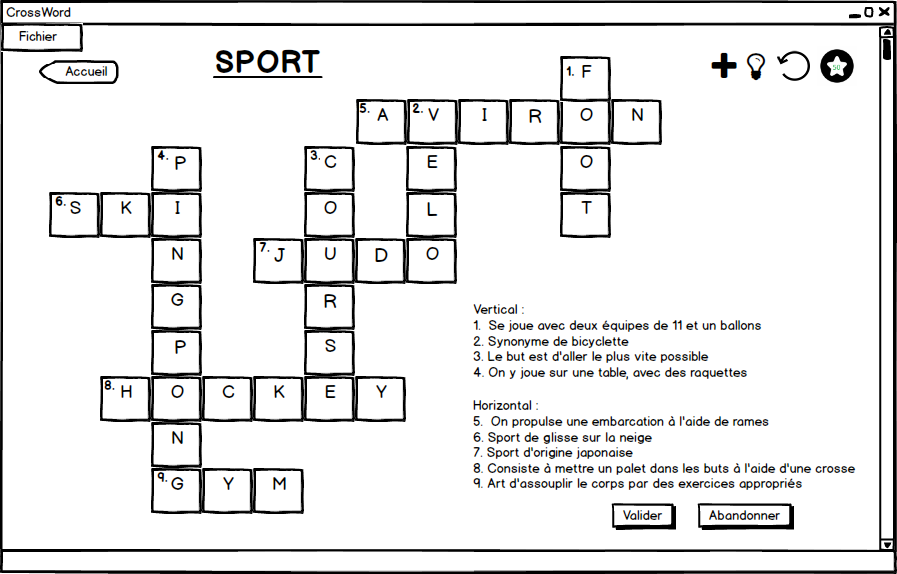 CrossWord
Fichier
Accueil
SPORT
50
1. F
5. A 2. V I R O N
4. P 3. C E O
6. S K I O L T
N 7. J U D O
G R
P S
8. H O C K E Y
N
9. G Y M
Vertical :
1. Se joue avec deux équipes de 11 et un ballons
2. Synonyme de bicyclette
3. Le but est d'aller le plus vite possible
4. On y joue sur une table, avec des raquettes
Horizontal :
5. On propulse une embarcation à l'aide de rames
6. Sport de glisse sur la neige
7. Sport d'origine japonaise
8. Consiste à mettre un palet dans les buts à l'aide d'une crosse
9. Art d'assouplir le corps par des exercices appropriés
Valider Abandonner